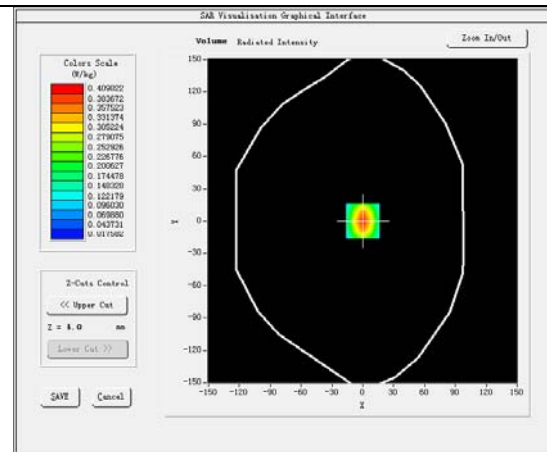 SAR Visualisation Graphical Interface
Volume Radiated Intensity
Zoom In/Out
Colors Scale
(W/kg)
0.409822
0.383672
0.357523
0.331374
0.305224
0.279075
0.252926
0.226776
0.200627
0.174478
0.148328
0.122179
0.096030
0.069880
0.043731
0.017582
Z-Cuts Control
<< Upper Cut
Z = 4.0 mm
Lower Cut >>
SAVE Cancel
150
120
90
60
30
0
-30
-60
-90
-120
-150
Y
-150 -120 -90 -60 -30 0 30 60 90 120 150
X